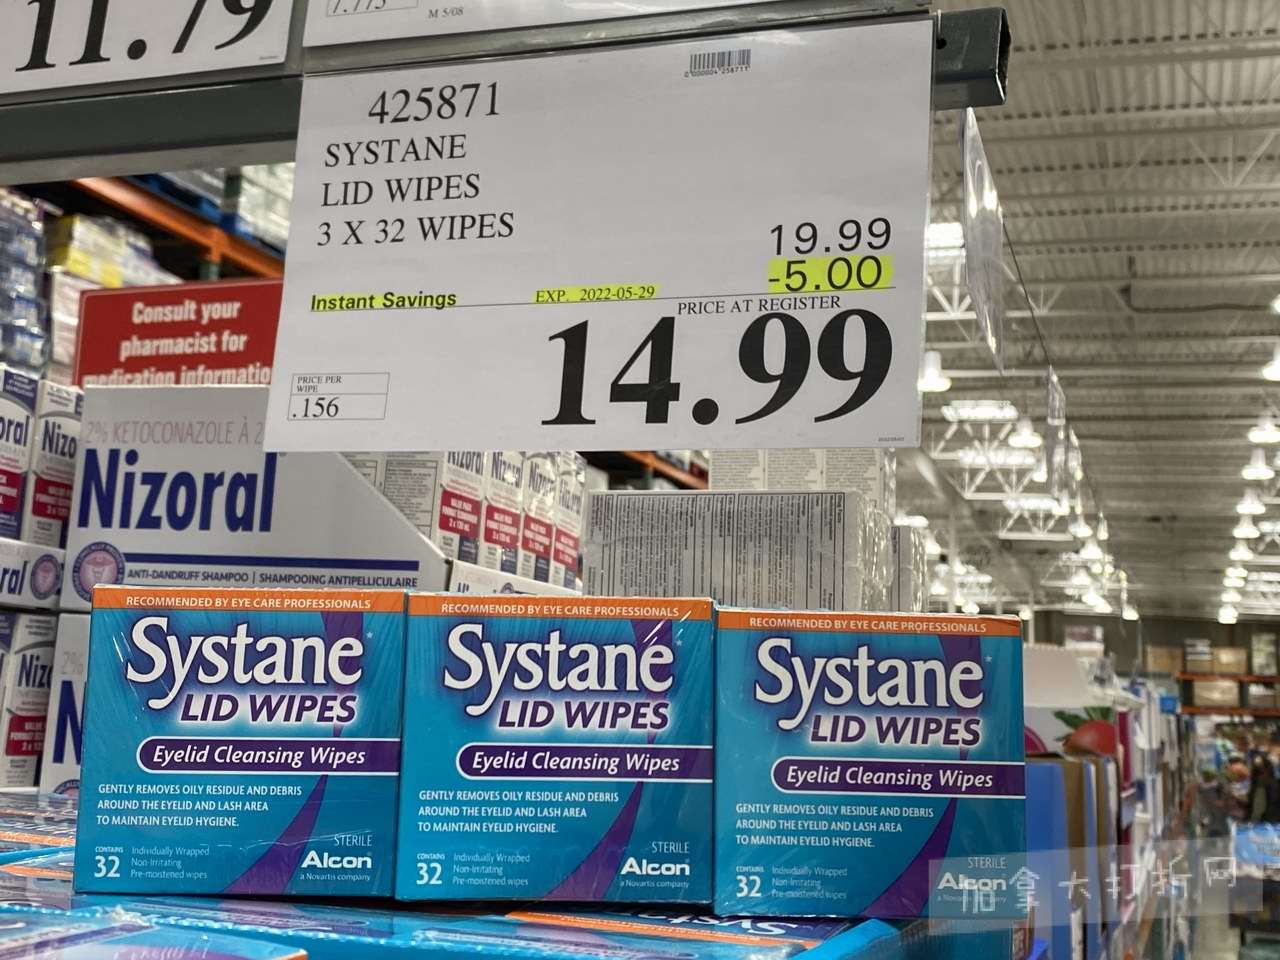 11.79
7.775
M 5/08
425871
SYSTANE
LID WIPES
3 X 32 WIPES
19.99
-5.00
Instant Savings
EXP. 2022-05-29
PRICE AT REGISTER
14.99
PRICE PER
WIPE
.156
Consult your
pharmacist for
medication informatio
2% KETOCONAZOLE À 2
Nizoral
ANTI-DANDRUFF SHAMPOO | SHAMPOOING ANTIPELLICULAIRE
RECOMMENDED BY EYE CARE PROFESSIONALS
Systane
LID WIPES
Eyelid Cleansing Wipes
GENTLY REMOVES OILY RESIDUE AND DEBRIS
AROUND THE EYELID AND LASH AREA
TO MAINTAIN EYELID HYGIENE.
CONTAINS
32
Individually Wrapped
Non-Irritating
Pre-moistened wipes
STERILE
Alcon
a Novartis company
RECOMMENDED BY EYE CARE PROFESSIONALS
Systane
LID WIPES
Eyelid Cleansing Wipes
GENTLY REMOVES OILY RESIDUE AND DEBRIS
AROUND THE EYELID AND LASH AREA
TO MAINTAIN EYELID HYGIENE.
CONTAINS
32
Individually Wrapped
Non-Irritating
Pre-moistened wipes
STERILE
Alcon
a Novartis company
RECOMMENDED BY EYE CARE PROFESSIONALS
Systane
LID WIPES
Eyelid Cleansing Wipes
GENTLY REMOVES OILY RESIDUE AND DEBRIS
AROUND THE EYELID AND LASH AREA
TO MAINTAIN EYELID HYGIENE.
CONTAINS
32
Individually Wrapped
Non-Irritating
Pre-moistened wipes
STERILE
Alcon
a Novartis company
加拿大打折网